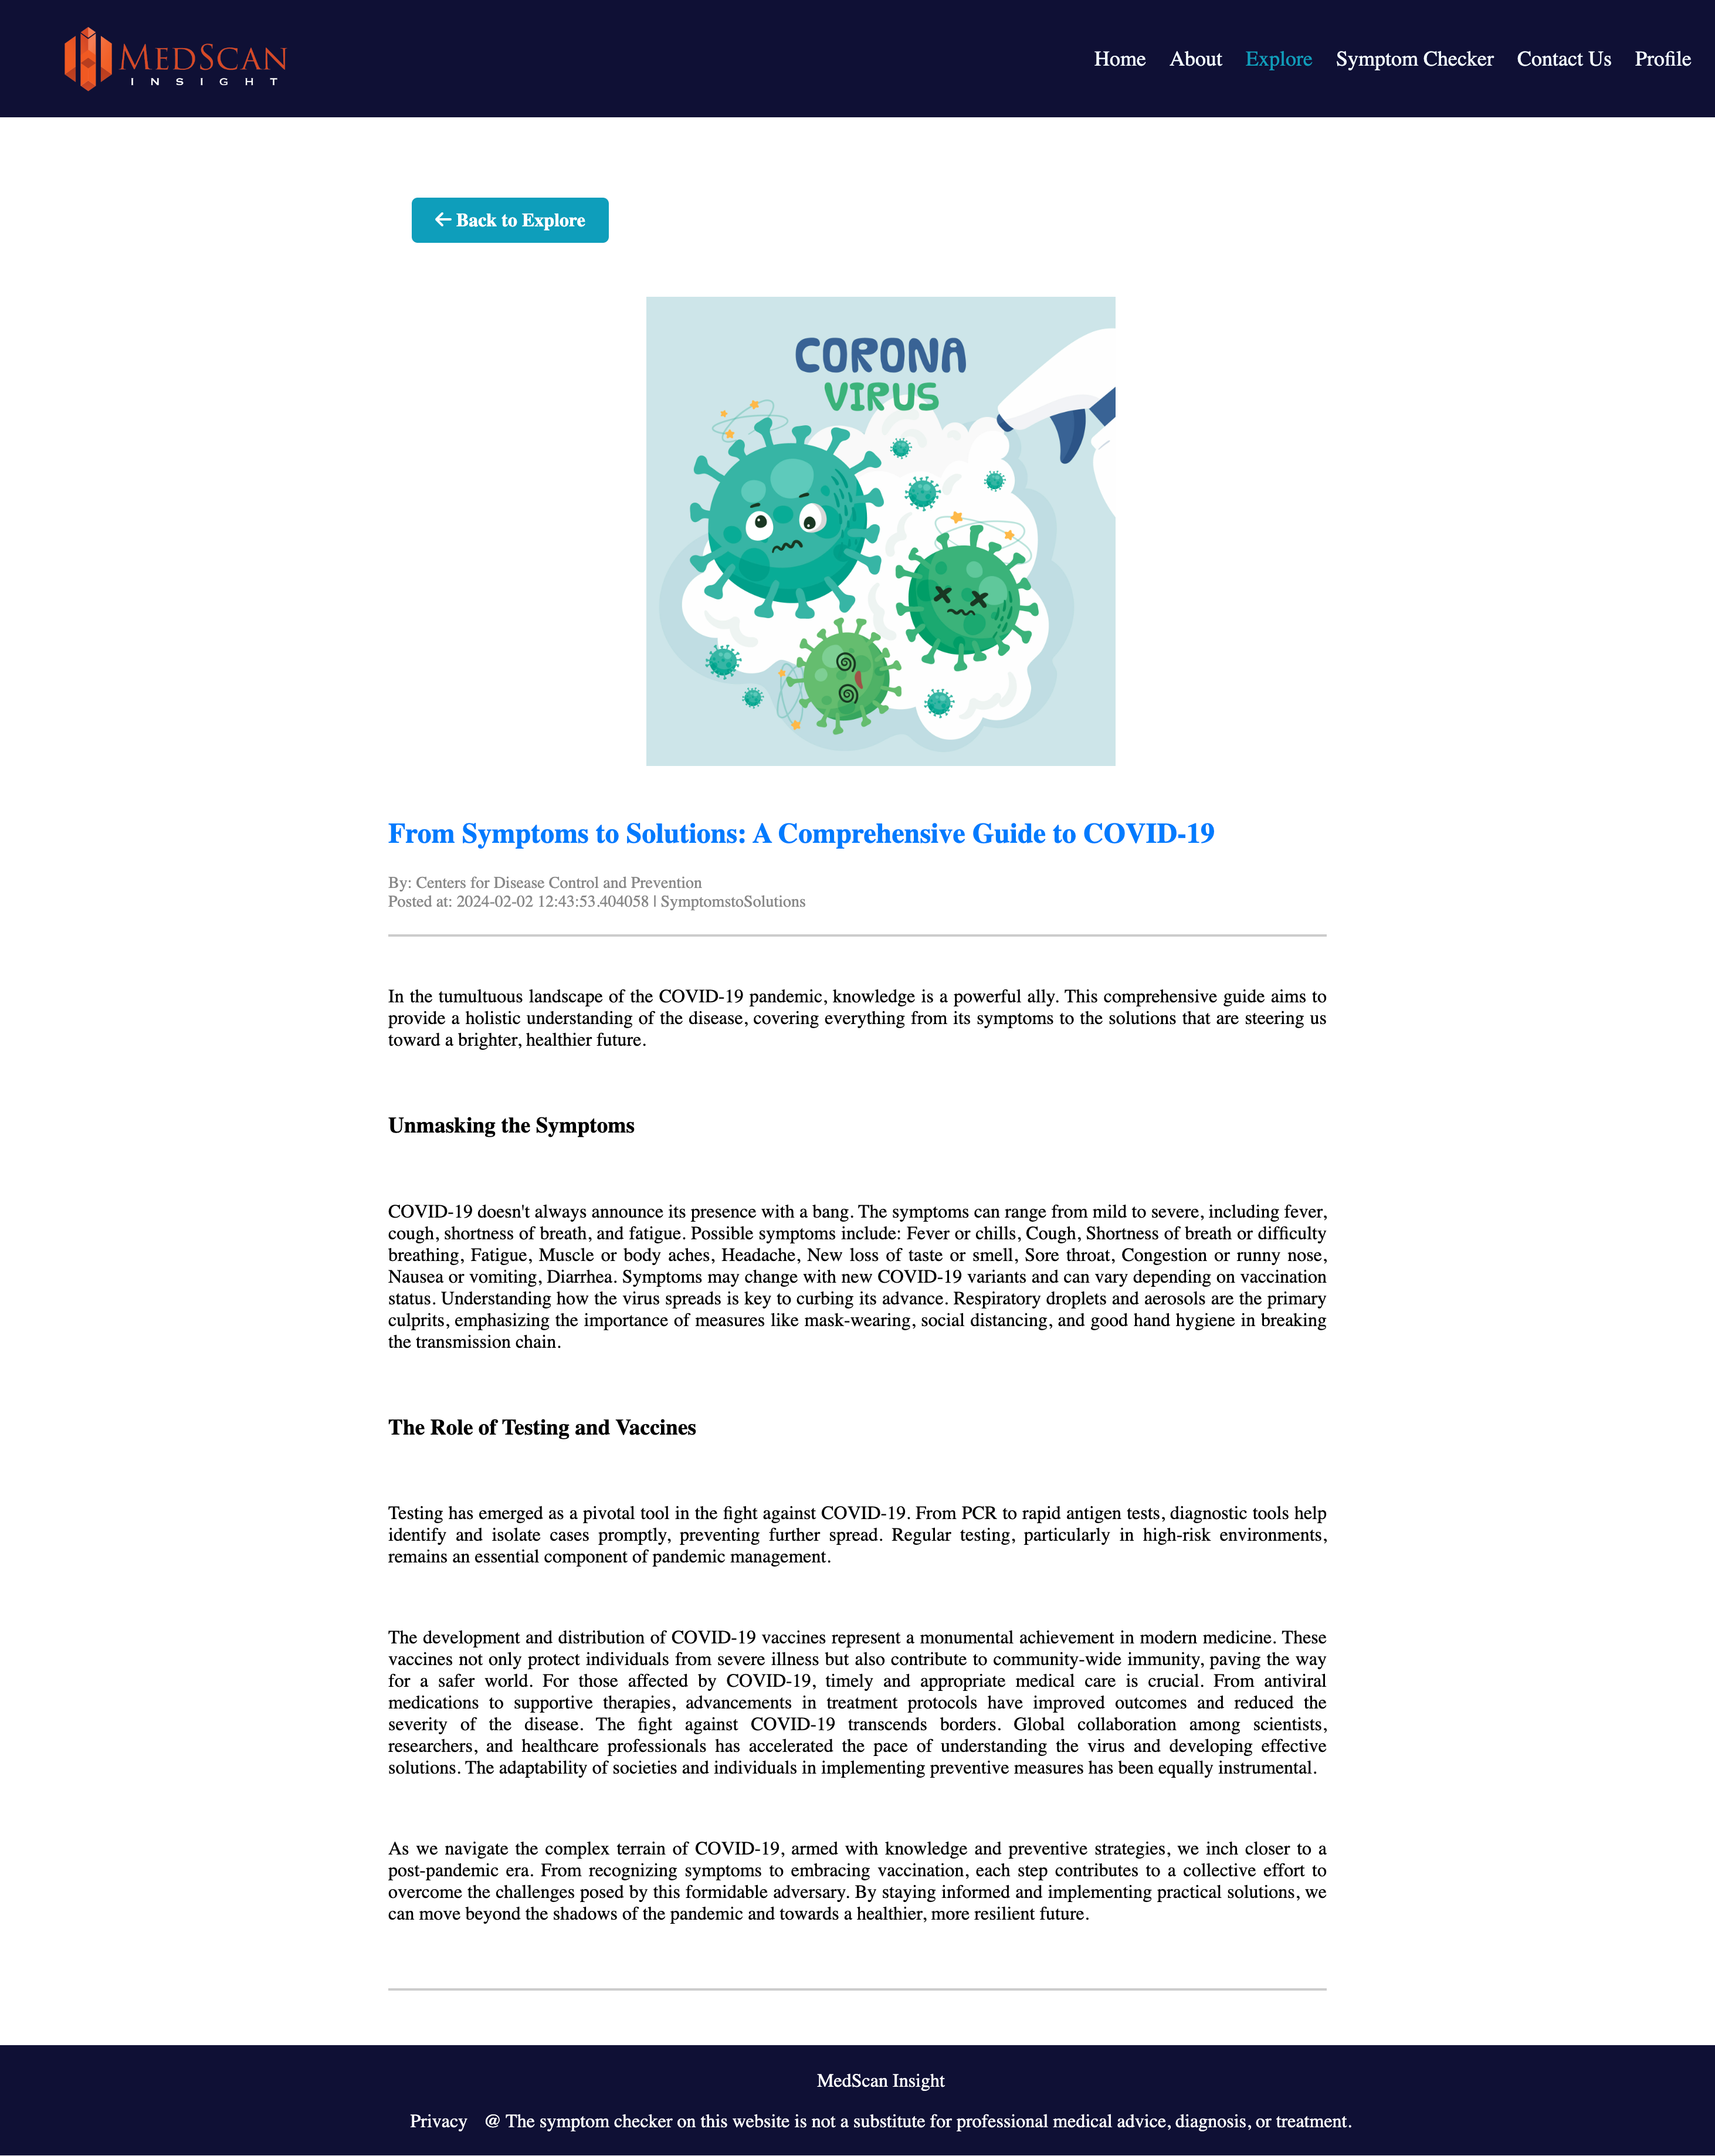 MEDSCAN
INSIGHT
Home About Explore Symptom Checker Contact Us Profile
← Back to Explore
CORONA
VIRUS
From Symptoms to Solutions: A Comprehensive Guide to COVID-19
By: Centers for Disease Control and Prevention
Posted at: 2024-02-02 12:43:53.404058 | SymptomstoSolutions
In the tumultuous landscape of the COVID-19 pandemic, knowledge is a powerful ally. This comprehensive guide aims to
provide a holistic understanding of the disease, covering everything from its symptoms to the solutions that are steering us
toward a brighter, healthier future.
Unmasking the Symptoms
COVID-19 doesn't always announce its presence with a bang. The symptoms can range from mild to severe, including fever,
cough, shortness of breath, and fatigue. Possible symptoms include: Fever or chills, Cough, Shortness of breath or difficulty
breathing, Fatigue, Muscle or body aches, Headache, New loss of taste or smell, Sore throat, Congestion or runny nose,
Nausea or vomiting, Diarrhea. Symptoms may change with new COVID-19 variants and can vary depending on vaccination
status. Understanding how the virus spreads is key to curbing its advance. Respiratory droplets and aerosols are the primary
culprits, emphasizing the importance of measures like mask-wearing, social distancing, and good hand hygiene in breaking
the transmission chain.
The Role of Testing and Vaccines
Testing has emerged as a pivotal tool in the fight against COVID-19. From PCR to rapid antigen tests, diagnostic tools help
identify and isolate cases promptly, preventing further spread. Regular testing, particularly in high-risk environments,
remains an essential component of pandemic management.
The development and distribution of COVID-19 vaccines represent a monumental achievement in modern medicine. These
vaccines not only protect individuals from severe illness but also contribute to community-wide immunity, paving the way
for a safer world. For those affected by COVID-19, timely and appropriate medical care is crucial. From antiviral
medications to supportive therapies, advancements in treatment protocols have improved outcomes and reduced the
severity of the disease. The fight against COVID-19 transcends borders. Global collaboration among scientists,
researchers, and healthcare professionals has accelerated the pace of understanding the virus and developing effective
solutions. The adaptability of societies and individuals in implementing preventive measures has been equally instrumental.
As we navigate the complex terrain of COVID-19, armed with knowledge and preventive strategies, we inch closer to a
post-pandemic era. From recognizing symptoms to embracing vaccination, each step contributes to a collective effort to
overcome the challenges posed by this formidable adversary. By staying informed and implementing practical solutions, we
can move beyond the shadows of the pandemic and towards a healthier, more resilient future.
MedScan Insight
Privacy @ The symptom checker on this website is not a substitute for professional medical advice, diagnosis, or treatment.